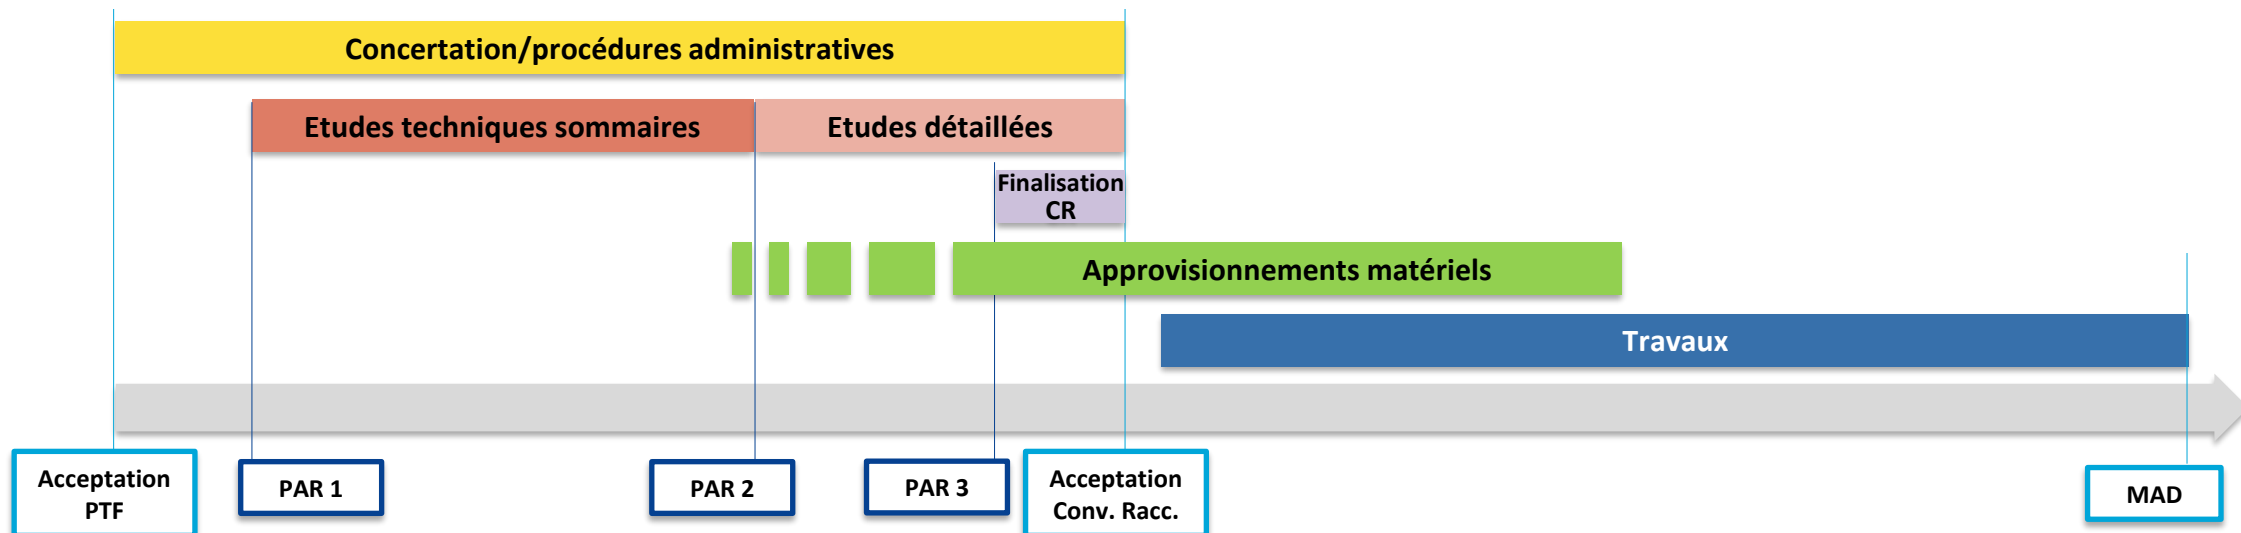 Concertation/procédures administratives
Etudes techniques sommaires
Etudes détaillées
Finalisation
CR
Approvisionnements matériels
Travaux
Acceptation
PTF
PAR 1
PAR 2
PAR 3
Acceptation
Conv. Racc.
MAD